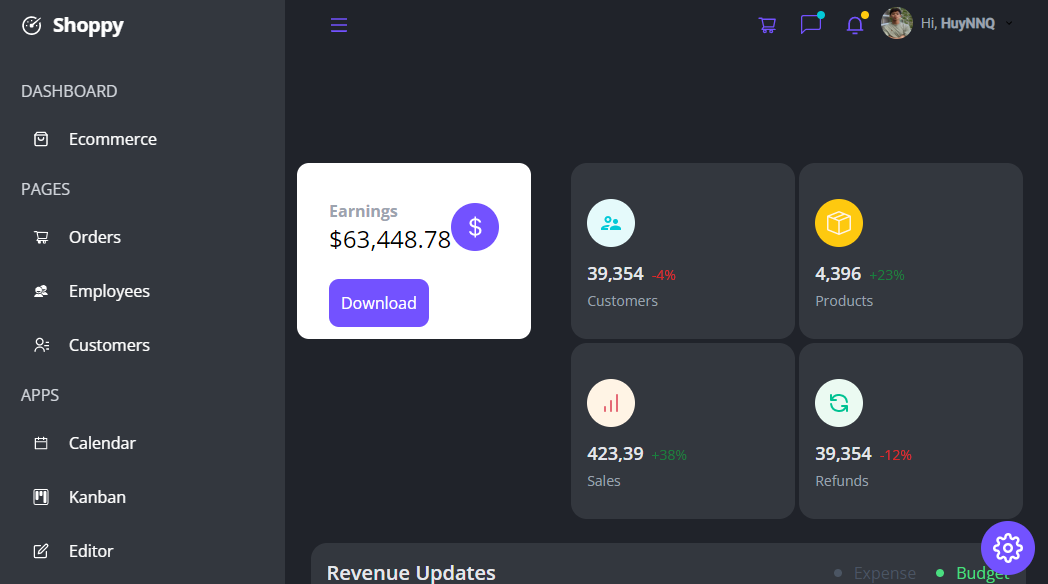 Shoppy
Hi, HuyNNQ
DASHBOARD
Ecommerce
PAGES
Orders
Employees
Customers
APPS
Calendar
Kanban
Editor
Earnings
$63,448.78
$
Download
39,354 -4%
Customers
4,396 +23%
Products
423,39 +38%
Sales
39,354 -12%
Refunds
Revenue Updates
Expense
Budget